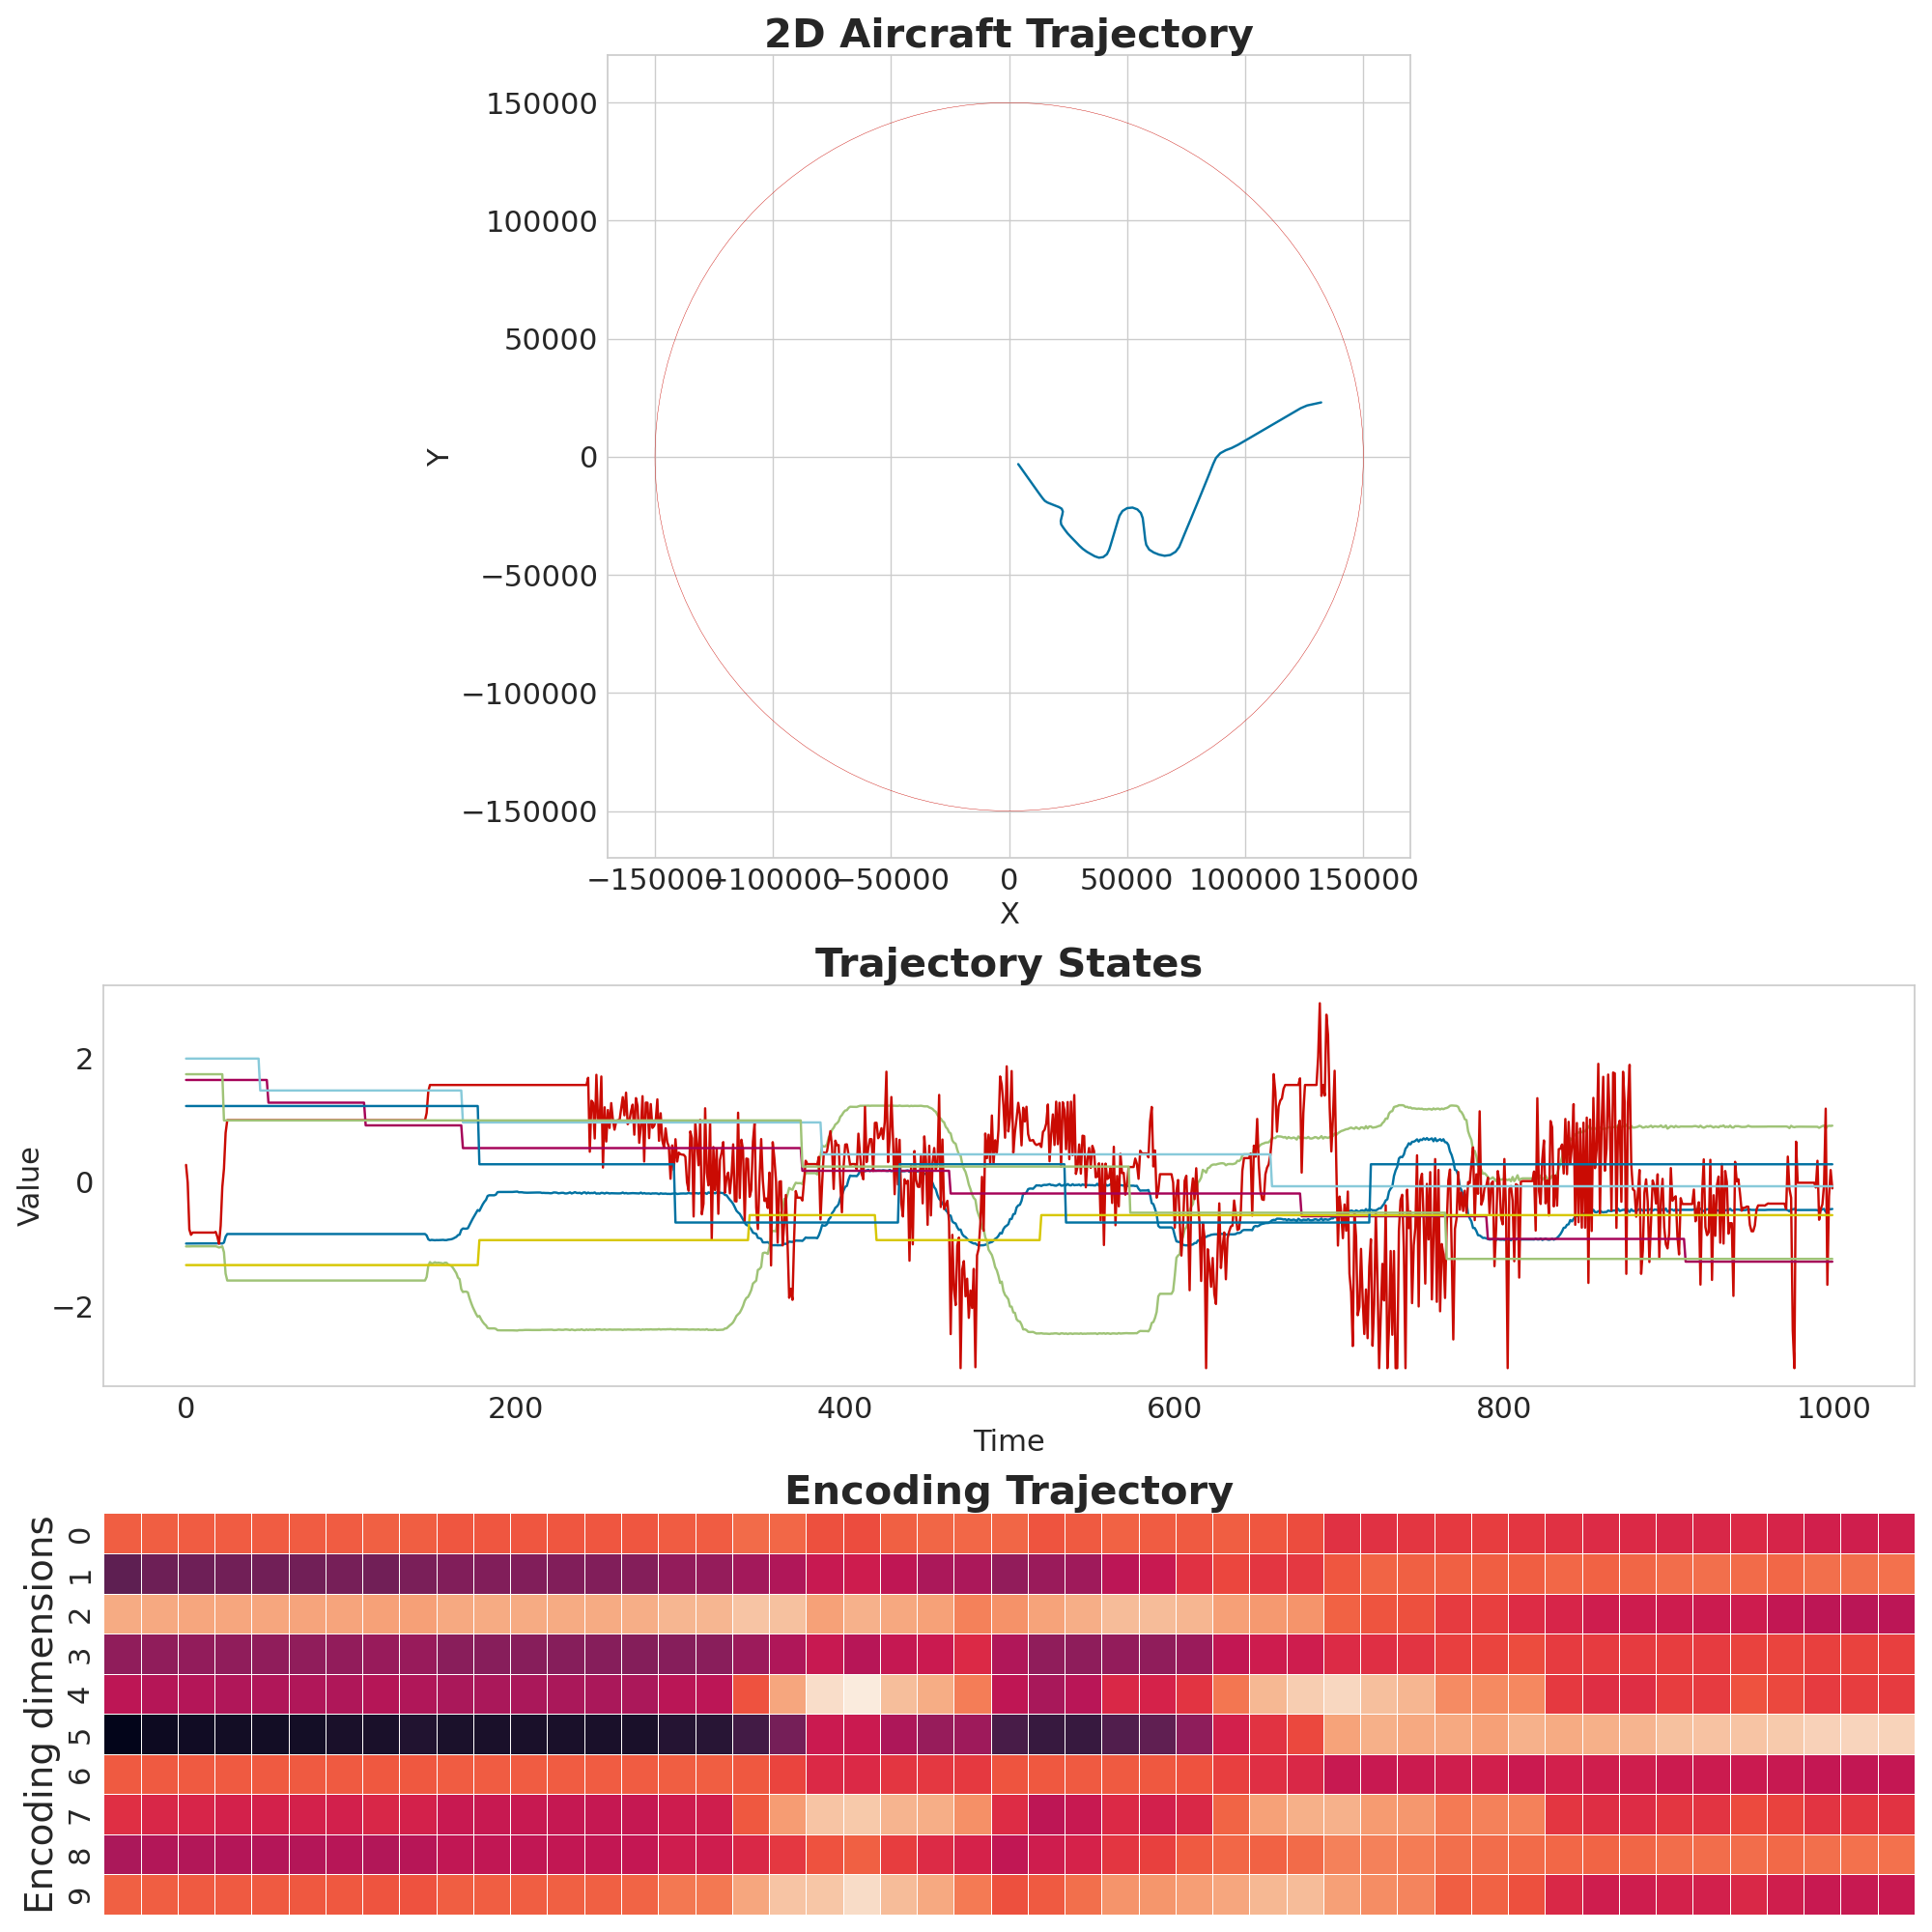 2D Aircraft Trajectory
150000
100000
50000
0
−50000
−100000
−150000
Y
−150000 −100000 −50000 0 50000 100000 150000
X
Trajectory States
2
0
−2
Value
0 200 400 600 800 1000
Time
Encoding Trajectory
Encoding dimensions
0
1
2
3
4
5
6
7
8
9